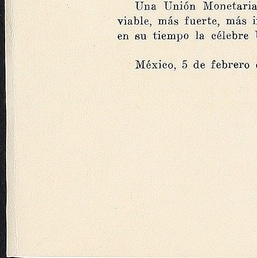 Una Unión Monetaria
viable, más fuerte, más
en su tiempo la célebre
México, 5 de febrero